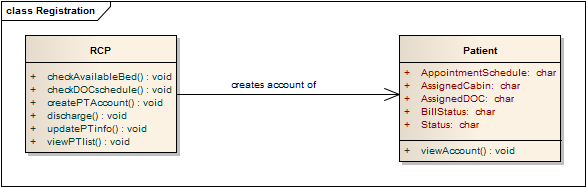 class Registration
RCP
+ checkAvailableBed() : void
+ checkDOCschedule() : void
+ createPTAccount() : void
+ discharge() : void
+ updatePTinfo() : void
+ viewPTlist() : void
creates account of
Patient
+ AppointmentSchedule: char
+ AssignedCabin: char
+ AssignedDOC: char
+ BillStatus: char
+ Status: char
+ viewAccount() : void